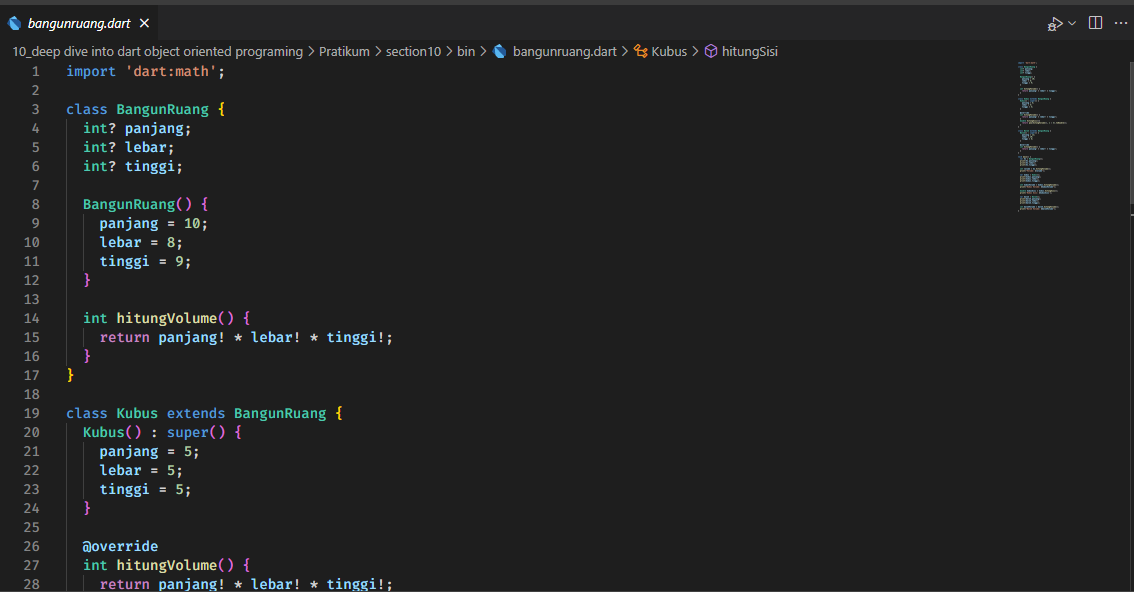 bangunruang.dart
10_deep dive into dart object oriented programing > Pratikum > section10 > bin > bangunruang.dart > Kubus > hitungSisi
1 import 'dart:math';
2
3 class BangunRuang {
4 int? panjang;
5 int? lebar;
6 int? tinggi;
7
8 BangunRuang() {
9 panjang = 10;
10 lebar = 8;
11 tinggi = 9;
12 }
13
14 int hitungVolume() {
15 return panjang! * lebar! * tinggi!;
16 }
17 }
18
19 class Kubus extends BangunRuang {
20 Kubus() : super() {
21 panjang = 5;
22 lebar = 5;
23 tinggi = 5;
24 }
25
26 @override
27 int hitungVolume() {
28 return panjang! * lebar! * tinggi!;